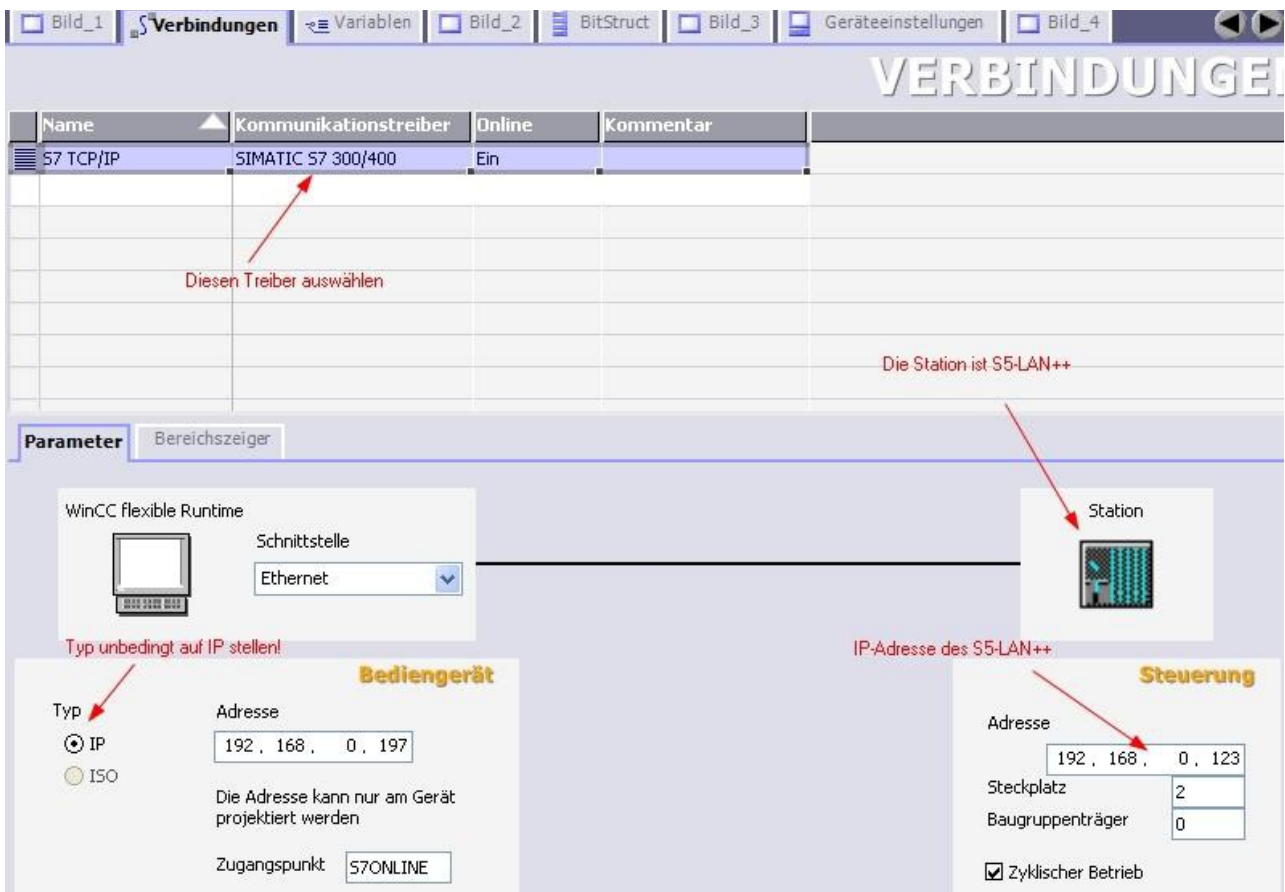 Bild_1 Verbindungen Variablen Bild_2 BitStruct Bild_3 Geräteeinstellungen Bild_4
VERBINDUNGE
Name Kommunikationstreiber Online Kommentar
S7 TCP/IP SIMATIC S7 300/400 Ein
Diesen Treiber auswählen
Die Station ist S5-LAN++
Parameter Bereichszeiger
WinCC flexible Runtime
Schnittstelle
Ethernet
Station
Typ unbedingt auf IP stellen!
IP-Adresse des S5-LAN++
Bediengerät
Typ
IP
ISO
Adresse
192 . 168 . 0 . 197
Die Adresse kann nur am Gerät
projektiert werden
Zugangspunkt S7ONLINE
Steuerung
Adresse
192 . 168 . 0 . 123
Steckplatz 2
Baugruppenträger 0
Zyklischer Betrieb